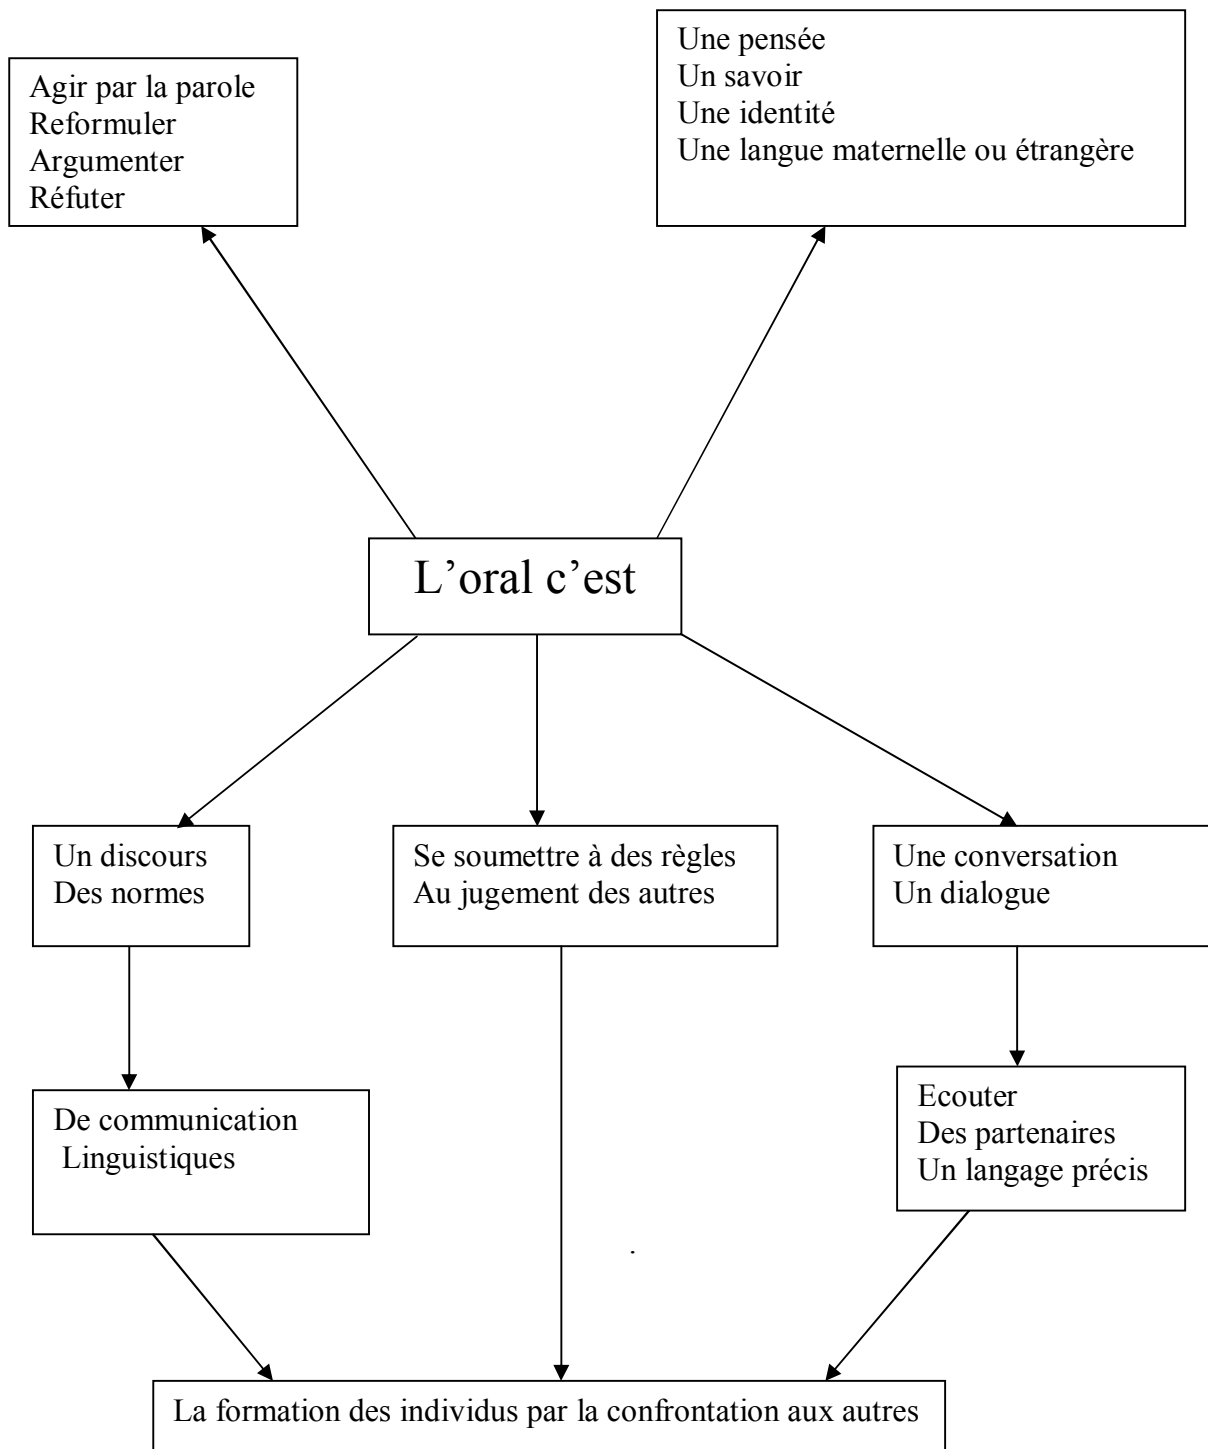 Agir par la parole
Reformuler
Argumenter
Réfuter
Une pensée
Un savoir
Une identité
Une langue maternelle ou étrangère
L’oral c’est
Un discours
Des normes
Se soumettre à des règles
Au jugement des autres
Une conversation
Un dialogue
De communication
Linguistiques
Ecouter
Des partenaires
Un langage précis
.
La formation des individus par la confrontation aux autres